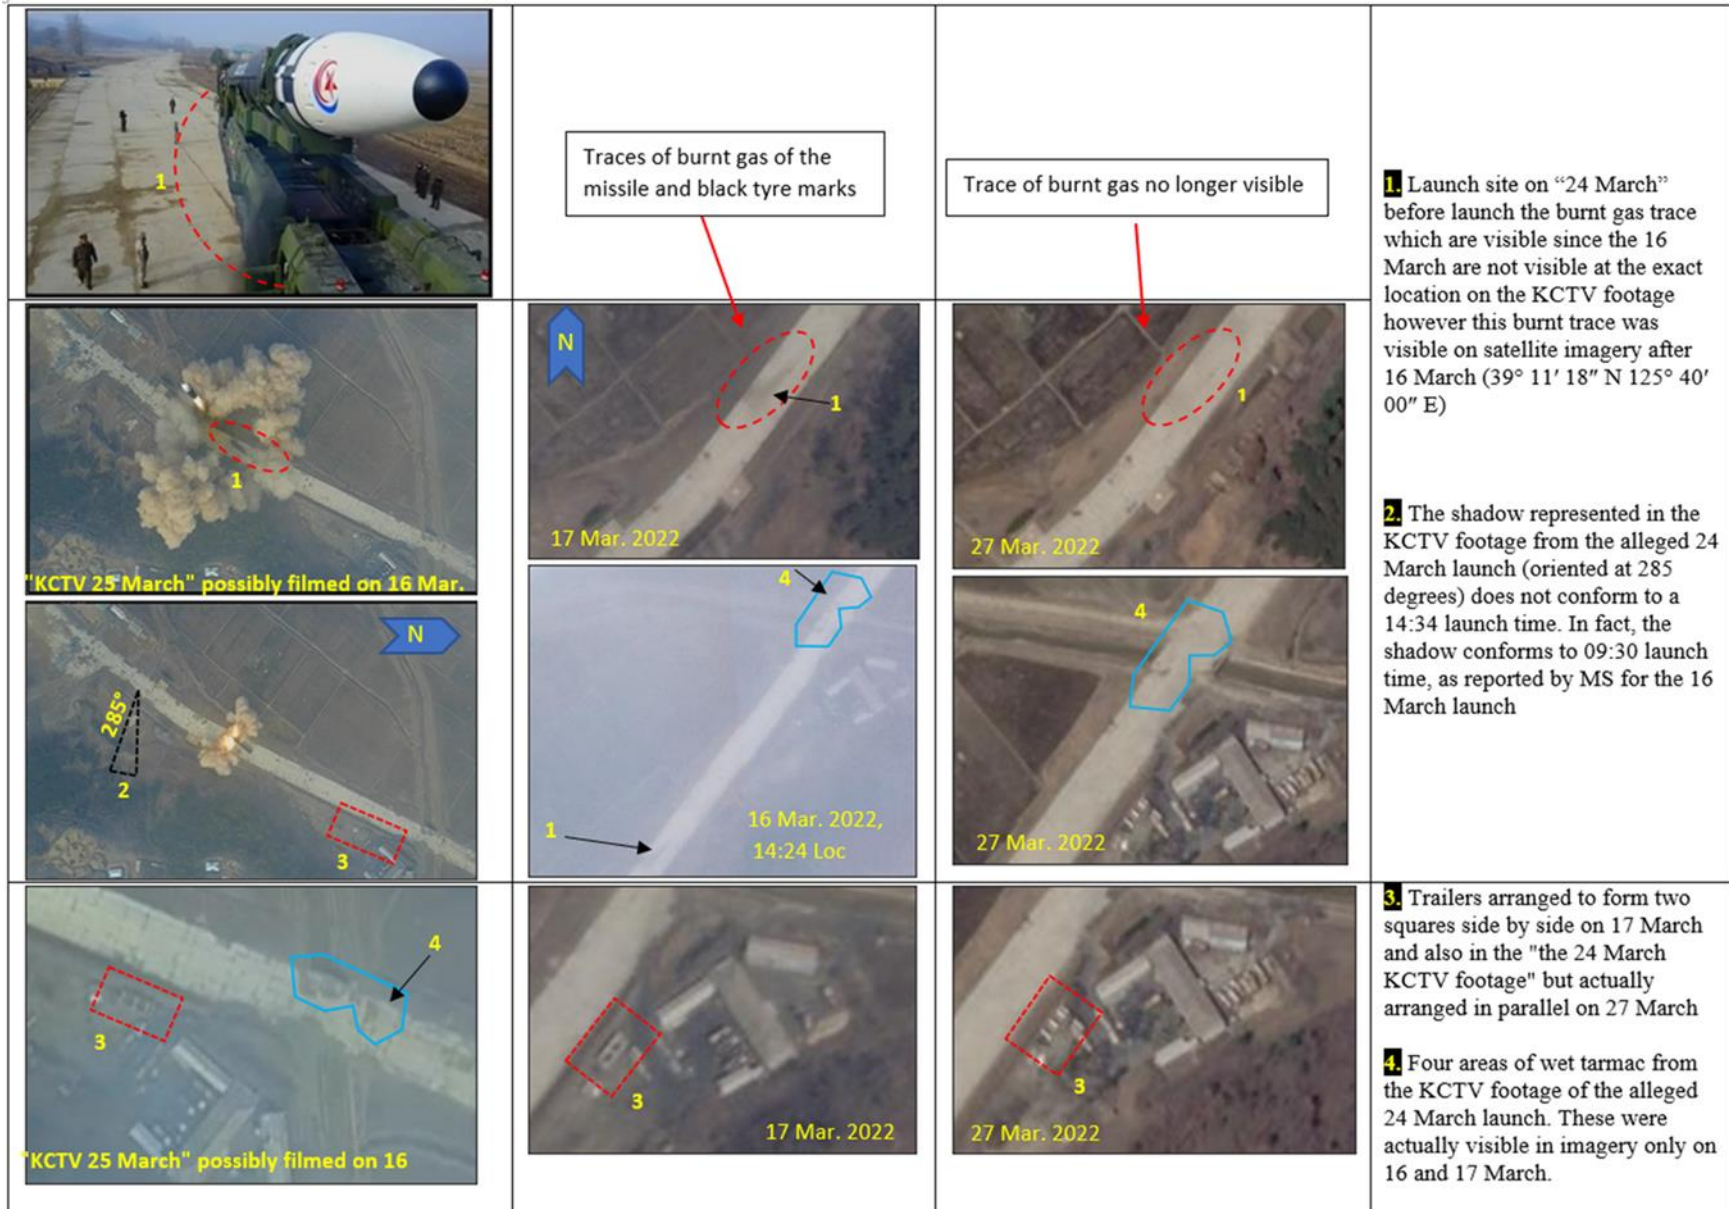 1
Traces of burnt gas of the
missile and black tyre marks
Trace of burnt gas no longer visible
1. Launch site on “24 March”
before launch the burnt gas trace
which are visible since the 16
March are not visible at the exact
location on the KCTV footage
however this burnt trace was
visible on satellite imagery after
16 March (39° 11′ 18″ N 125° 40′
00″ E)
1
"KCTV 25 March" possibly filmed on 16 Mar.
N
1
17 Mar. 2022
1
27 Mar. 2022
2. The shadow represented in the
KCTV footage from the alleged 24
March launch (oriented at 285
degrees) does not conform to a
14:34 launch time. In fact, the
shadow conforms to 09:30 launch
time, as reported by MS for the 16
March launch
N
285°
2
3
4
1
16 Mar. 2022,
14:24 Loc
4
27 Mar. 2022
4
3
"KCTV 25 March" possibly filmed on 16
3
17 Mar. 2022
3
27 Mar. 2022
3. Trailers arranged to form two
squares side by side on 17 March
and also in the "the 24 March
KCTV footage" but actually
arranged in parallel on 27 March
4. Four areas of wet tarmac from
the KCTV footage of the alleged
24 March launch. These were
actually visible in imagery only on
16 and 17 March.